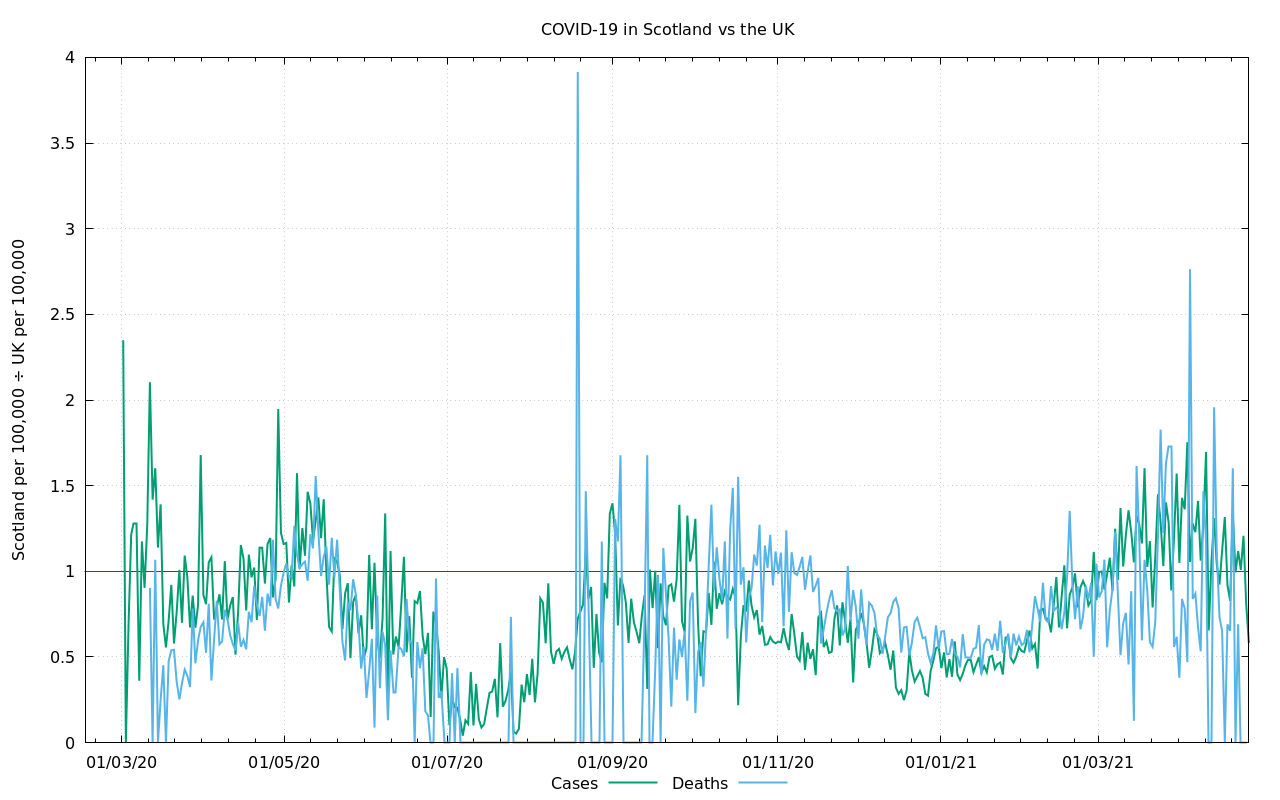 COVID-19 in Scotland vs the UK
Scotland per 100,000 ÷ UK per 100,000
4
3.5
3
2.5
2
1.5
1
0.5
0
01/03/20 01/05/20 01/07/20 01/09/20 01/11/20 01/01/21 01/03/21
Cases Deaths